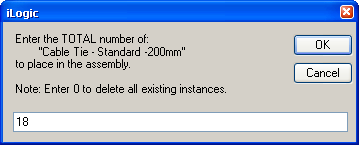 iLogic
Enter the TOTAL number of:
"Cable Tie - Standard -200mm"
to place in the assembly.
Note: Enter 0 to delete all existing instances.
OK
Cancel
18